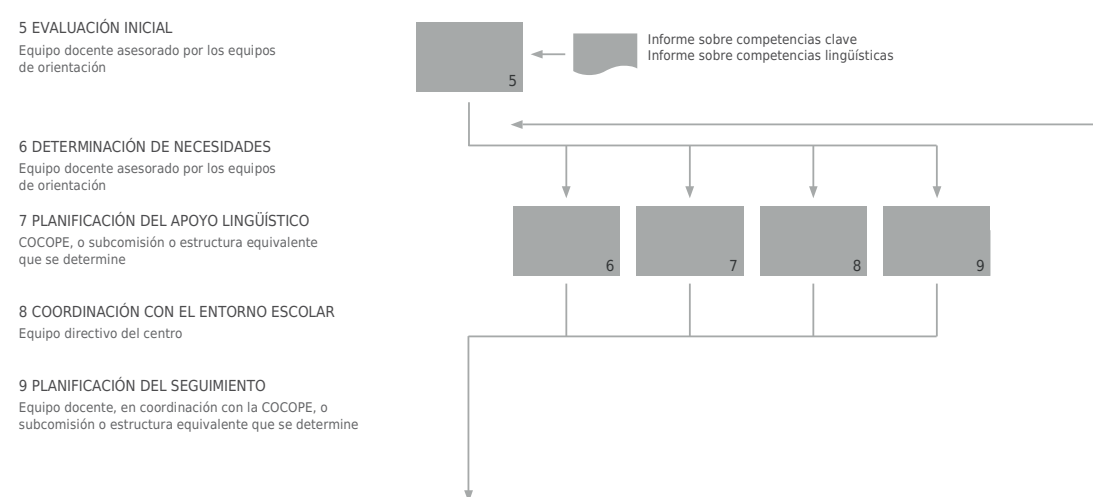 5 EVALUACIÓN INICIAL
Equipo docente asesorado por los equipos
de orientación
5
Informe sobre competencias clave
Informe sobre competencias lingüísticas
6 DETERMINACIÓN DE NECESIDADES
Equipo docente asesorado por los equipos
de orientación
7 PLANIFICACIÓN DEL APOYO LINGÜÍSTICO
COCOPE, o subcomisión o estructura equivalente
que se determine
6
7
8
9
8 COORDINACIÓN CON EL ENTORNO ESCOLAR
Equipo directivo del centro
9 PLANIFICACIÓN DEL SEGUIMIENTO
Equipo docente, en coordinación con la COCOPE, o
subcomisión o estructura equivalente que se determine